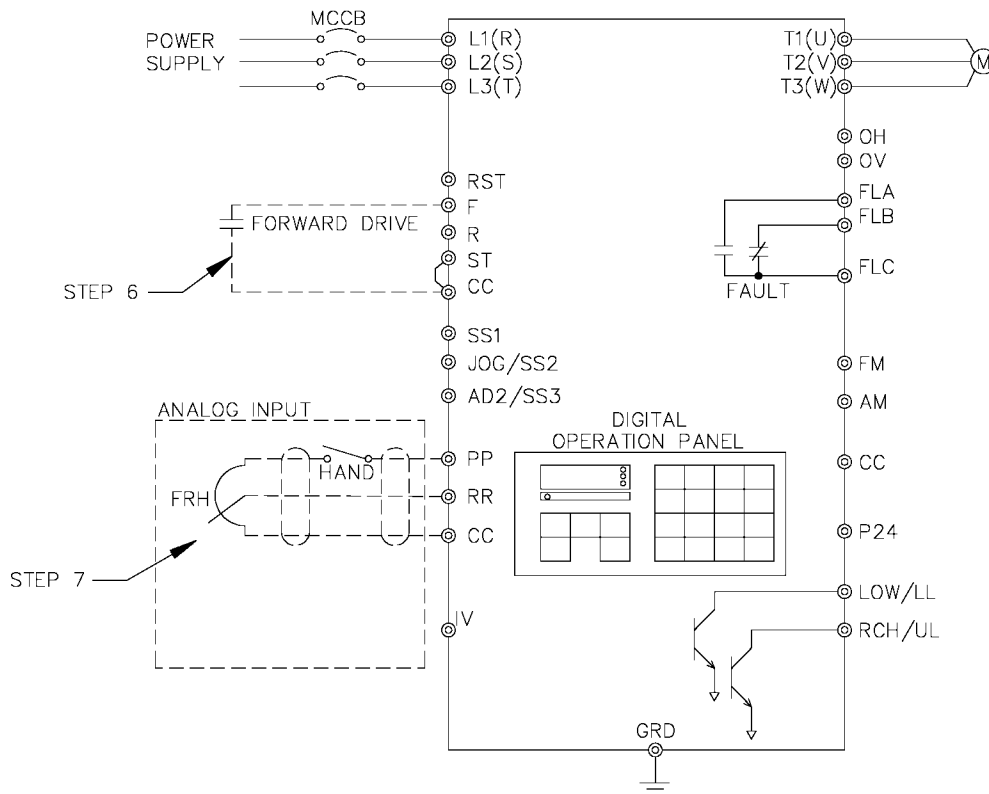 MCCB
POWER
SUPPLY
L1(R)
L2(S)
L3(T)
T1(U)
T2(V)
T3(W)
M
OH
OV
RST
F
FORWARD DRIVE
R
ST
CC
STEP 6
FLA
FLB
FLC
FAULT
SS1
JOG/SS2
AD2/SS3
FM
AM
CC
P24
LOW/LL
RCH/UL
ANALOG INPUT
PP
HAND
FRH
RR
CC
STEP 7
IV
DIGITAL
OPERATION PANEL
GRD